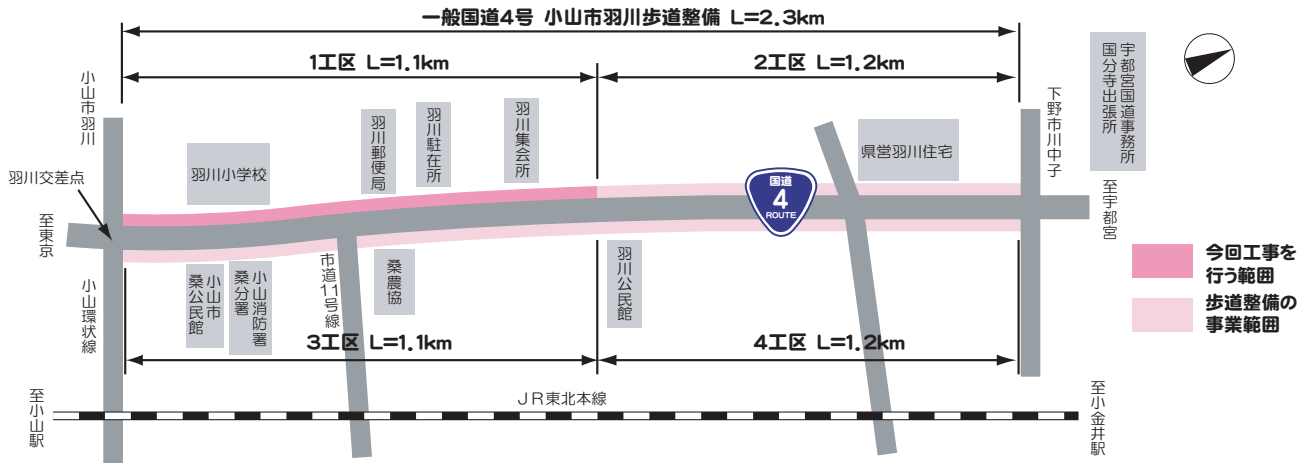 一般国道4号 小山市羽川歩道整備 L=2.3km
1工区 L=1.1km
2工区 L=1.2km
小山市羽川
羽川交差点
至東京
小山環状線
羽川小学校
羽川郵便局
羽川駐在所
羽川集会所
県営羽川住宅
下野市川中子
宇都宮国道事務所
国分寺出張所
至宇都宮
国道
4
ROUTE
小山市
桑公民館
小山消防署
桑分署
市道11号線
桑農協
羽川公民館
今回工事を
行う範囲
歩道整備の
事業範囲
3工区 L=1.1km
4工区 L=1.2km
至小山駅
JR東北本線
至小金井駅